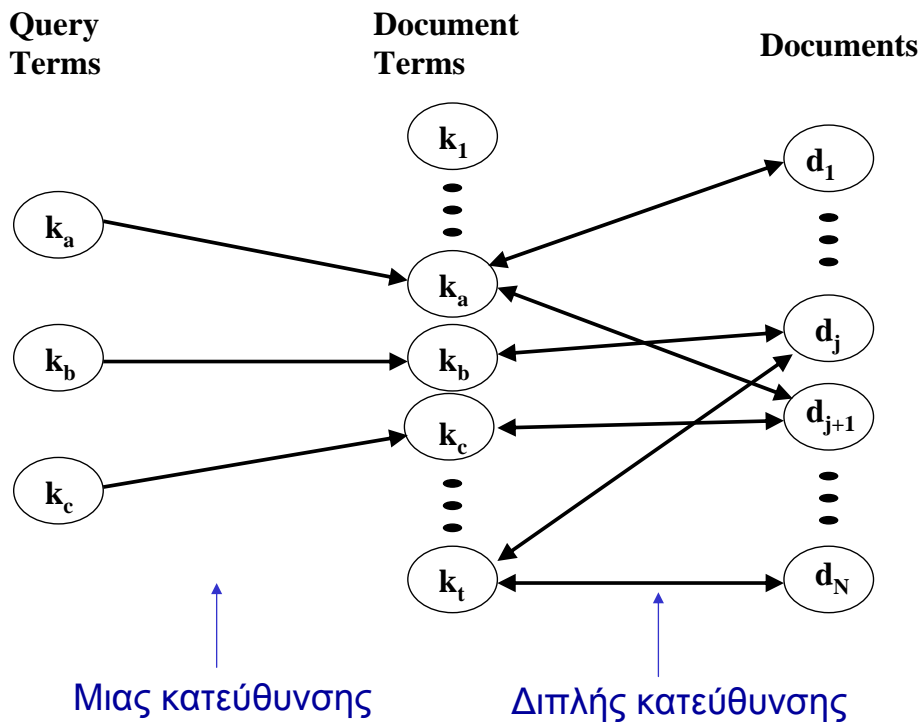 Query
Terms
Document
Terms
Documents
k1
d1
ka
ka
dj
kb
kb
dj+1
kc
kc
kt
dN
Μιας κατεύθυνσης
Διπλής κατεύθυνσης